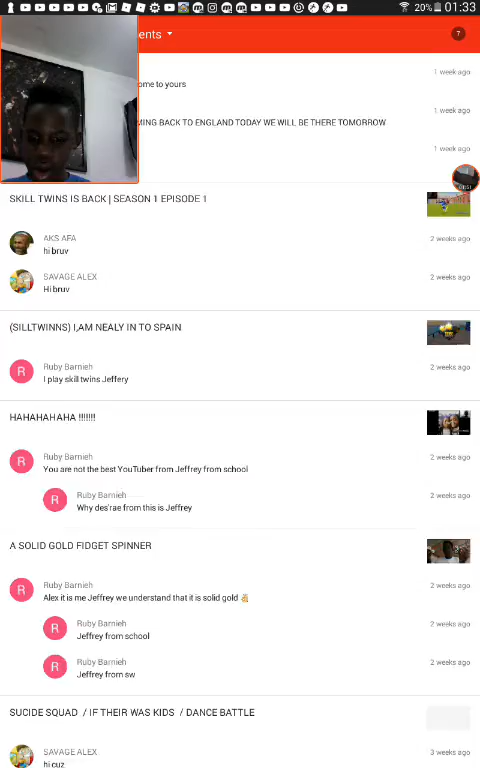 20% 01:33
ents
?
1 week ago
ome to yours
1 week ago
MING BACK TO ENGLAND TODAY WE WILL BE THERE TOMORROW
1 week ago
SKILL TWINS IS BACK | SEASON 1 EPISODE 1
AKS AFA
2 weeks ago
hi bruv
SAVAGE ALEX
2 weeks ago
Hi bruv
(SILLTWINNS) I,AM NEALY IN TO SPAIN
Ruby Barnieh
2 weeks ago
R
I play skill twins Jeffery
HAHAHAHAHA !!!!!!!
Ruby Barnieh
2 weeks ago
R
You are not the best YouTuber from Jeffrey from school
Ruby Barnieh
2 weeks ago
R
Why des'rae from this is Jeffrey
A SOLID GOLD FIDGET SPINNER
Ruby Barnieh
2 weeks ago
R
Alex it is me Jeffrey we understand that it is solid gold
Ruby Barnieh
2 weeks ago
R
Jeffrey from school
Ruby Barnieh
2 weeks ago
R
Jeffrey from sw
SUCIDE SQUAD / IF THEIR WAS KIDS / DANCE BATTLE
SAVAGE ALEX
3 weeks ago
hi cuz